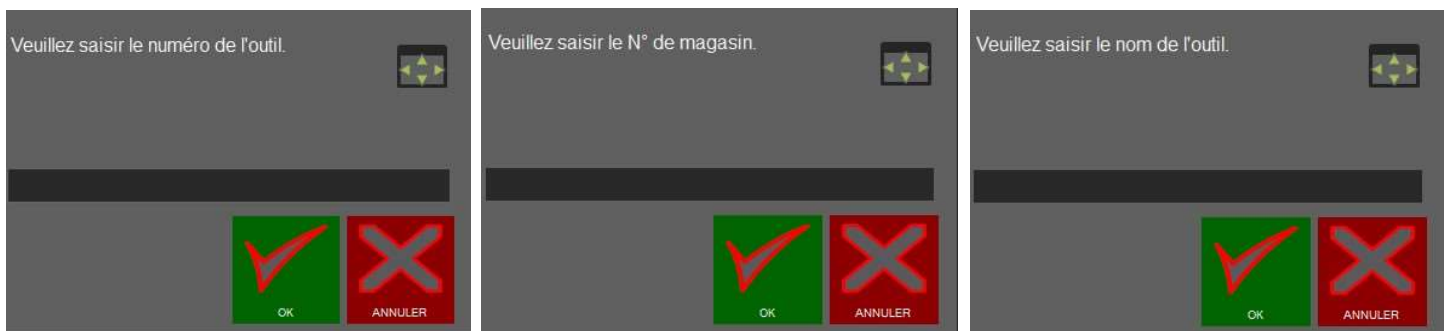 Veuillez saisir le numéro de l'outil.
OK
ANNULER
Veuillez saisir le N° de magasin.
OK
ANNULER
Veuillez saisir le nom de l'outil.
OK
ANNULER